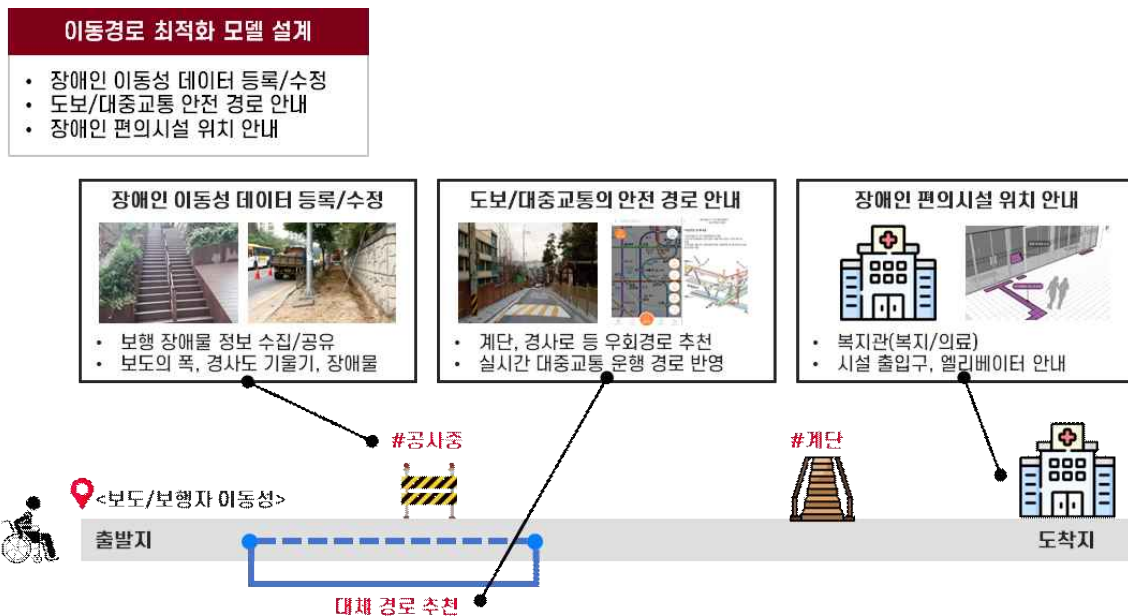 이동경로 최적화 모델 설계
• 장애인 이동성 데이터 등록/수정
• 도보/대중교통 안전 경로 안내
• 장애인 편의시설 위치 안내
장애인 이동성 데이터 등록/수정
• 보행 장애물 정보 수집/공유
• 보도의 폭, 경사도 기울기, 장애물
도보/대중교통의 안전 경로 안내
• 계단, 경사로 등 우회경로 추천
• 실시간 대중교통 운행 경로 반영
장애인 편의시설 위치 안내
• 복지관(복지/의료)
• 시설 출입구, 엘리베이터 안내
#공사중
#계단
<보도/보행자 이동성>
출발지
도착지
대체 경로 추천